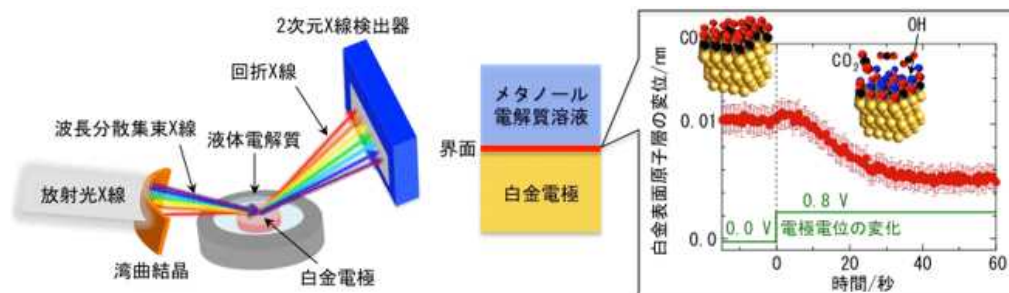 2次元X線検出器
回折X線
波長分散集束X線
液体電解質
放射光X線
湾曲結晶
白金電極
メタノール
電解質溶液
界面
白金電極
白金表面原子層の変位/nm
0.01
0.0
CO
CO2
OH
0.0 V
0.8 V
電極電位の変化
0
20
40
60
時間/秒